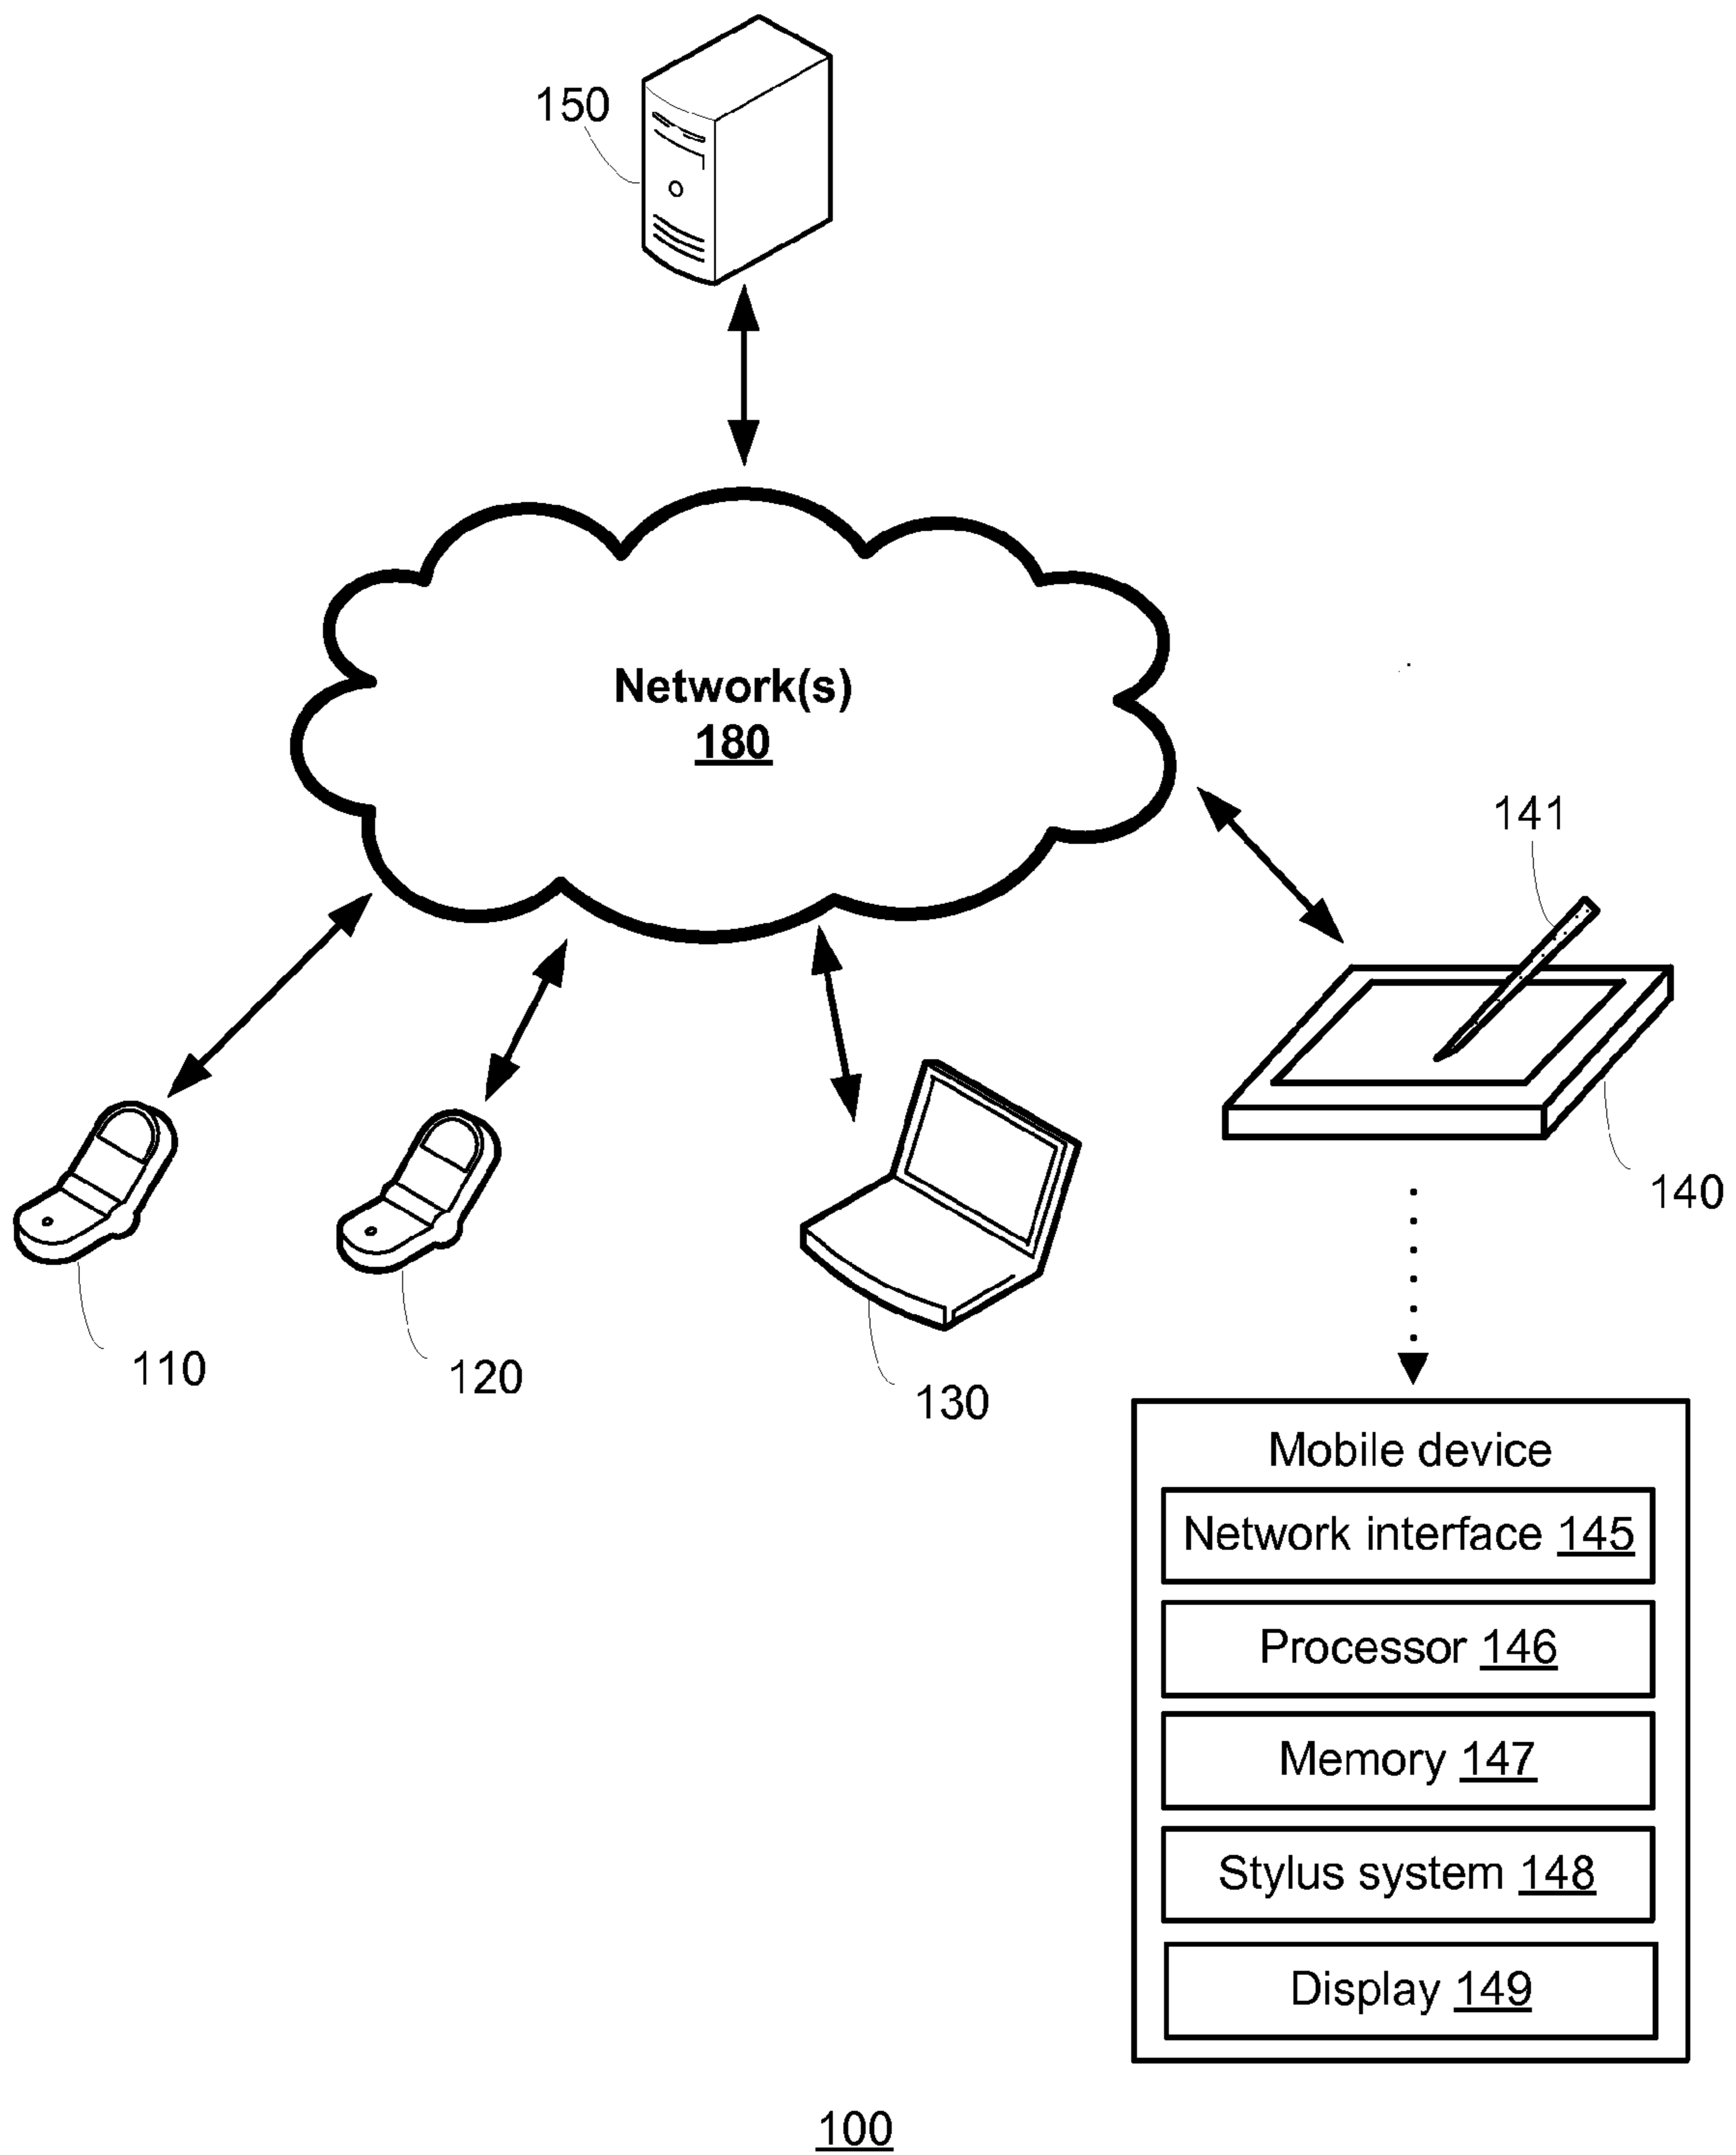 150
Network(s)
180
141
140
110
120
130
Mobile device
Network interface 145
Processor 146
Memory 147
Stylus system 148
Display 149
100